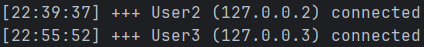 [22:39:37] +++ User2 (127.0.0.2) connected
[22:55:52] +++ User3 (127.0.0.3) connected